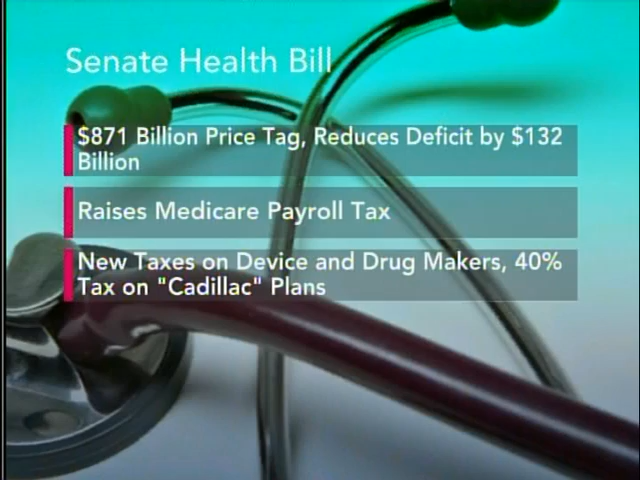 Senate Health Bill
$871 Billion Price Tag, Reduces Deficit by $132
Billion
Raises Medicare Payroll Tax
New Taxes on Device and Drug Makers, 40%
Tax on "Cadillac" Plans